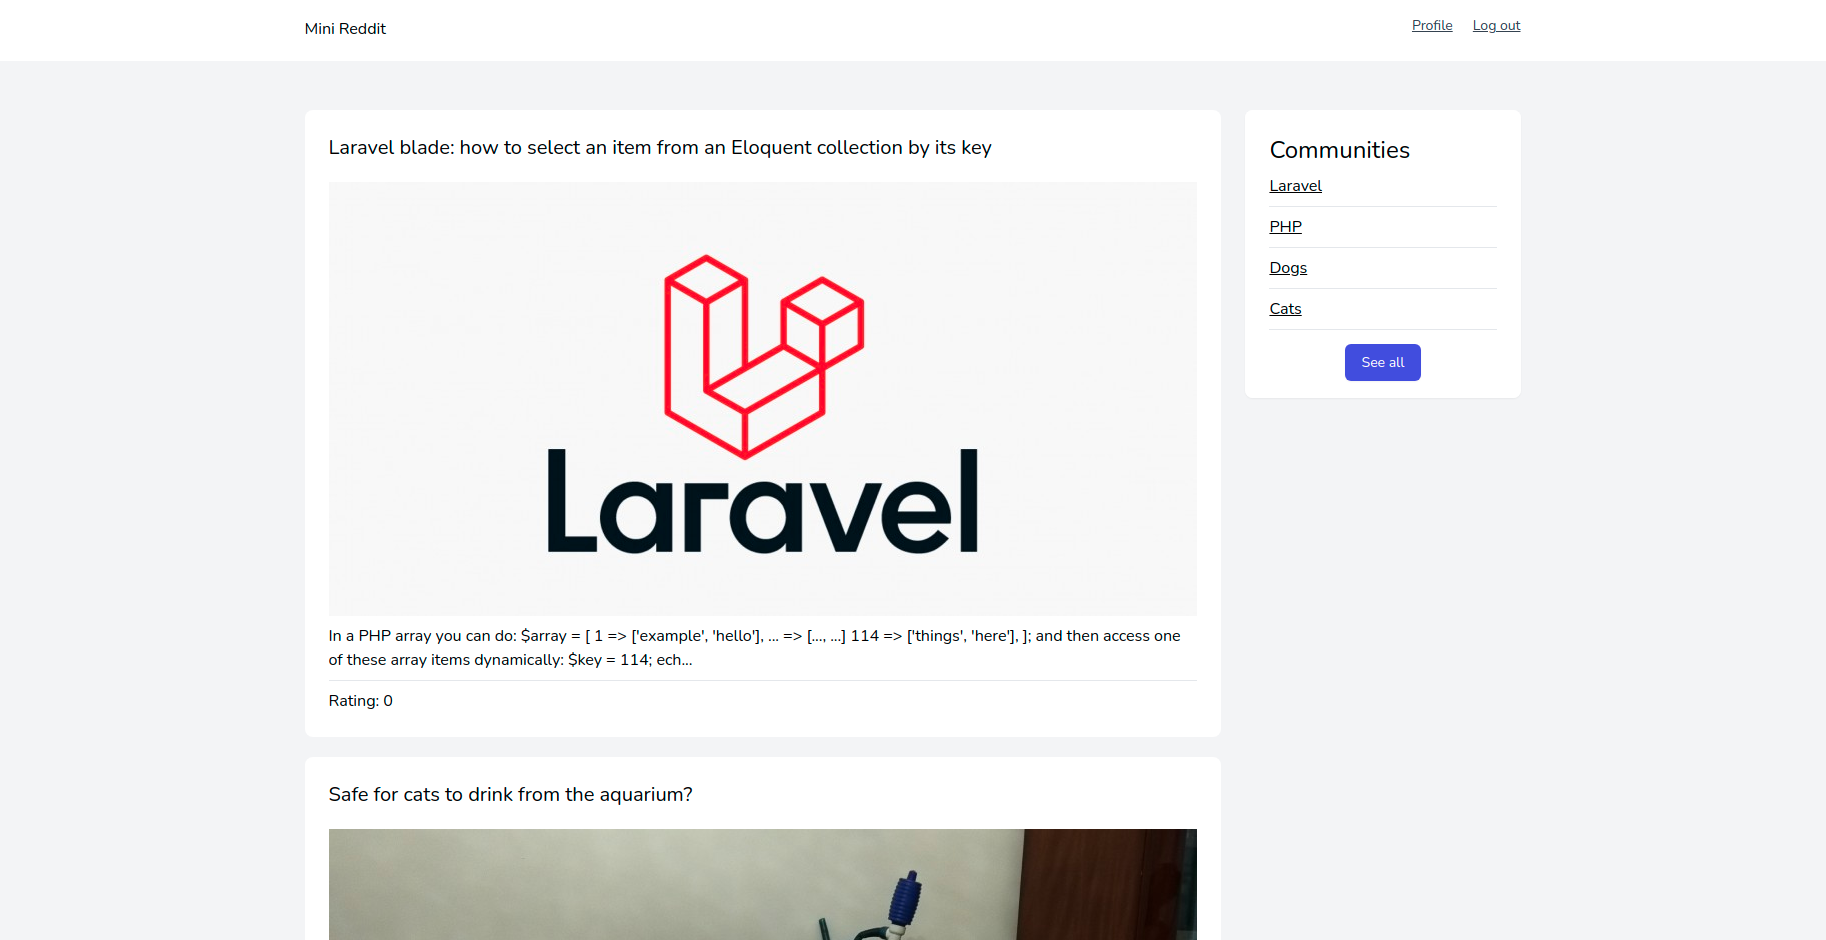 Mini Reddit
Profile
Log out
Laravel blade: how to select an item from an Eloquent collection by its key
Laravel
In a PHP array you can do: $array = [ 1 => ['example', 'hello'], ... => [..., ...] 114 => ['things', 'here'], ]; and then access one
of these array items dynamically: $key = 114; ech...
Rating: 0
Safe for cats to drink from the aquarium?
Communities
Laravel
PHP
Dogs
Cats
See all